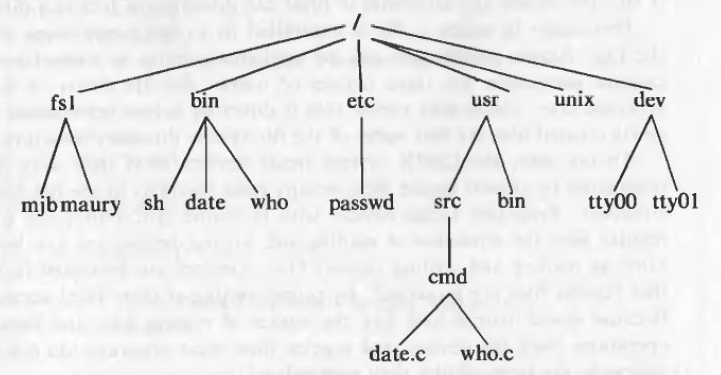 /
fs1 bin etc usr unix dev
mjb maury sh date who passwd src bin tty00 tty01
cmd
date.c who.c